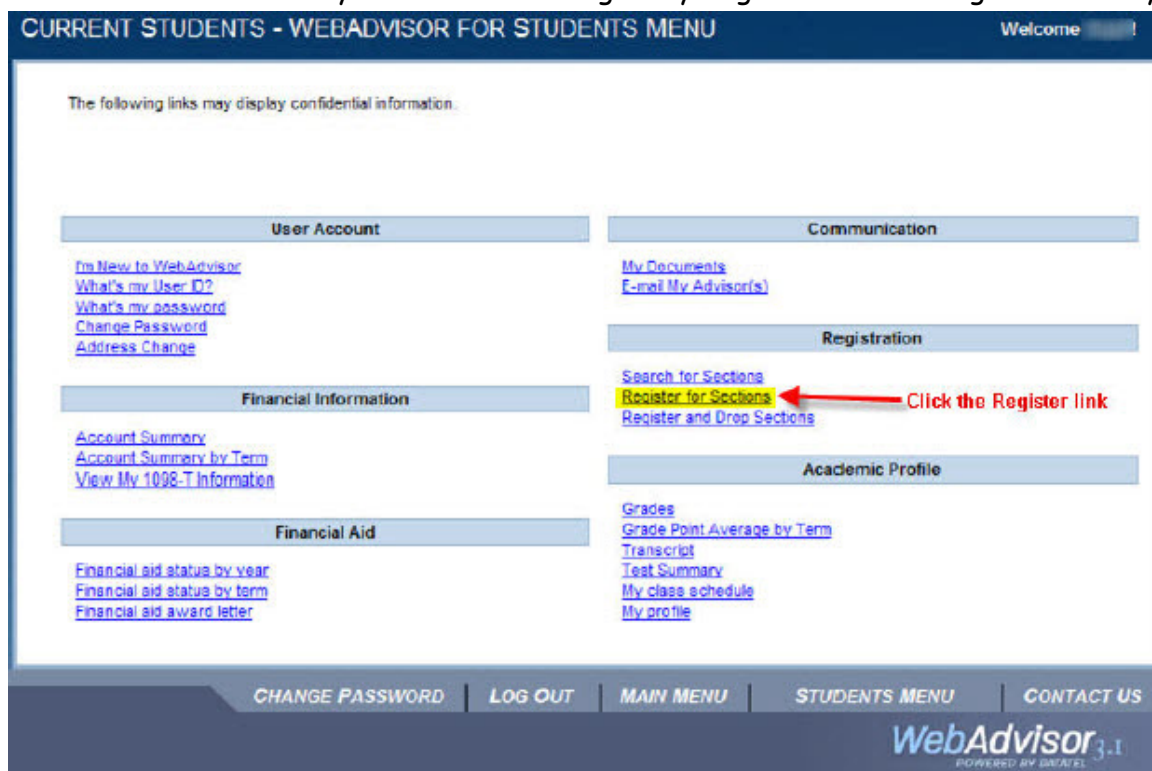 CURRENT STUDENTS - WEBADVISOR FOR STUDENTS MENU
Welcome !
The following links may display confidential information.
User Account
I'm New to WebAdvisor
What's my User ID?
What's my password
Change Password
Address Change
Financial Information
Account Summary
Account Summary by Term
View My 1098-T Information
Financial Aid
Financial aid status by year
Financial aid status by term
Financial aid award letter
Communication
My Documents
E-mail My Advisor(s)
Registration
Search for Sections
Register for Sections
Click the Register link
Register and Drop Sections
Academic Profile
Grades
Grade Point Average by Term
Transcript
Test Summary
My class schedule
My profile
CHANGE PASSWORD LOG OUT MAIN MENU STUDENTS MENU CONTACT US
WebAdvisor 3.1
POWERED BY DATATEL